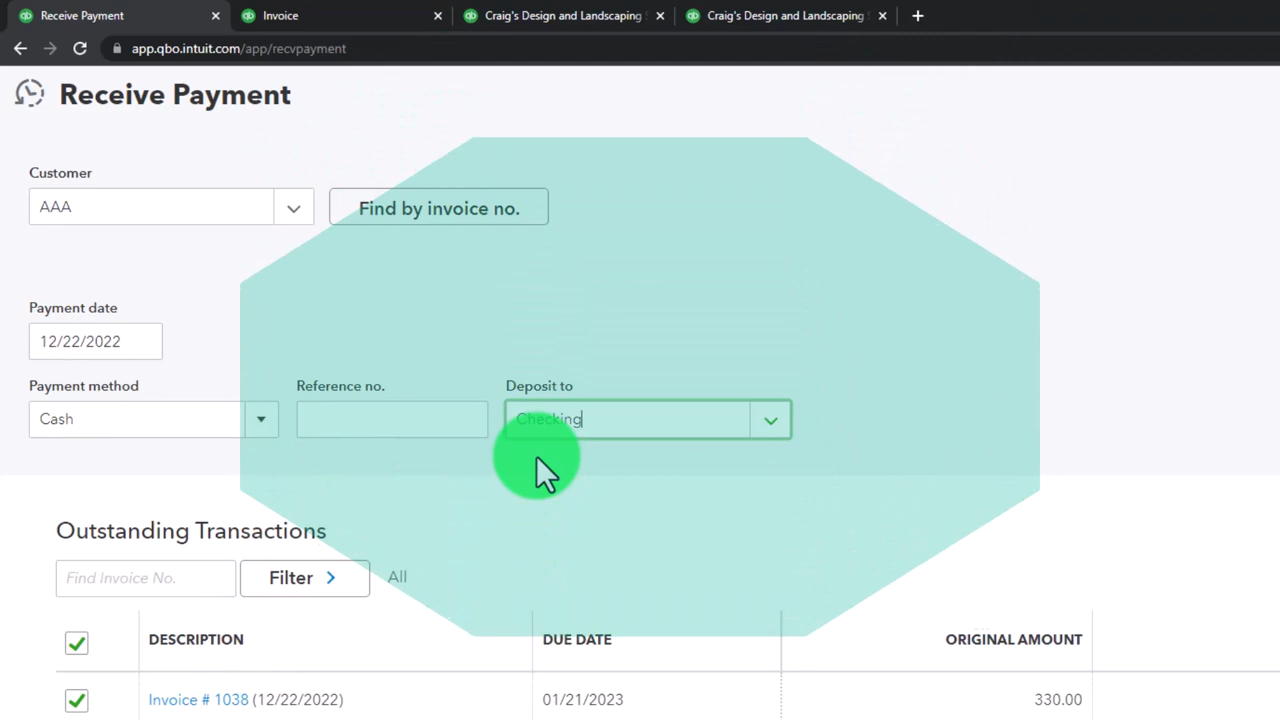 Receive Payment
Invoice
Craig's Design and Landscaping
Craig's Design and Landscaping
app.qbo.intuit.com/app/recvpayment
Receive Payment
Customer
AAA
Find by invoice no.
Payment date
12/22/2022
Payment method
Reference no.
Deposit to
Cash
Checking
Outstanding Transactions
Find Invoice No.
Filter
All
DESCRIPTION
DUE DATE
ORIGINAL AMOUNT
Invoice # 1038 (12/22/2022)
01/21/2023
330.00